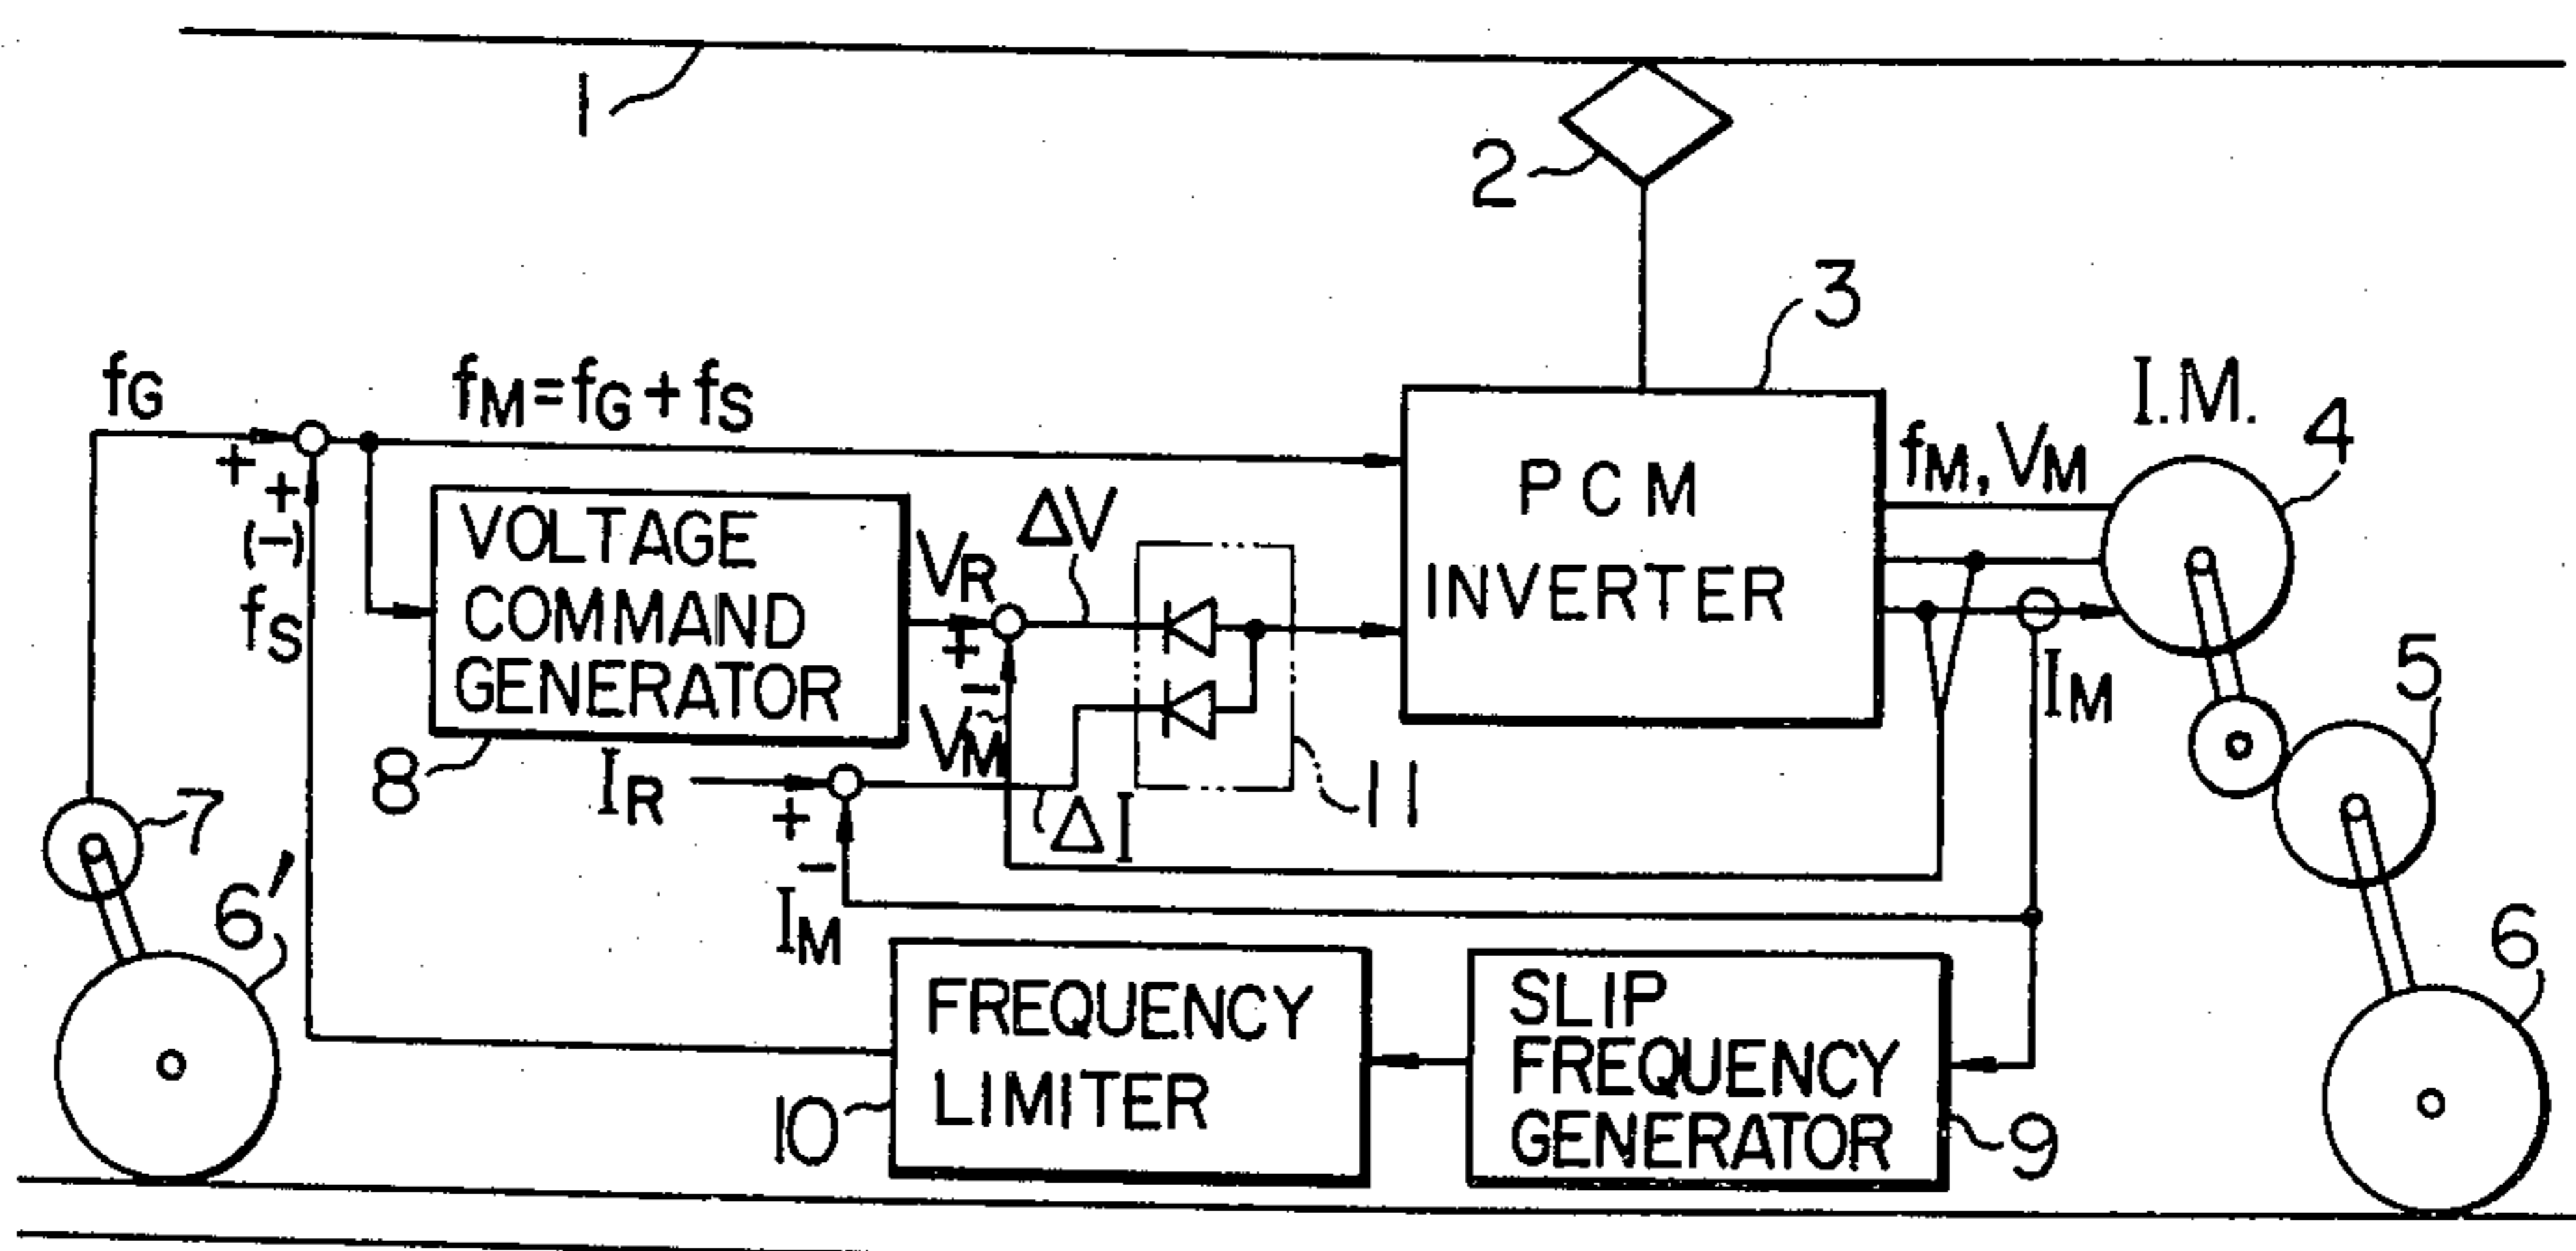 1
2
3
fG
fM=fG+fS
I.M.
4
+
+
(−)
fS
VOLTAGE
COMMAND
GENERATOR
8
VR
+
−
VM
ΔV
PCM
INVERTER
fM, VM
IM
5
7
6'
IR
+
−
IM
ΔI
11
6
FREQUENCY
LIMITER
10
SLIP
FREQUENCY
GENERATOR
9